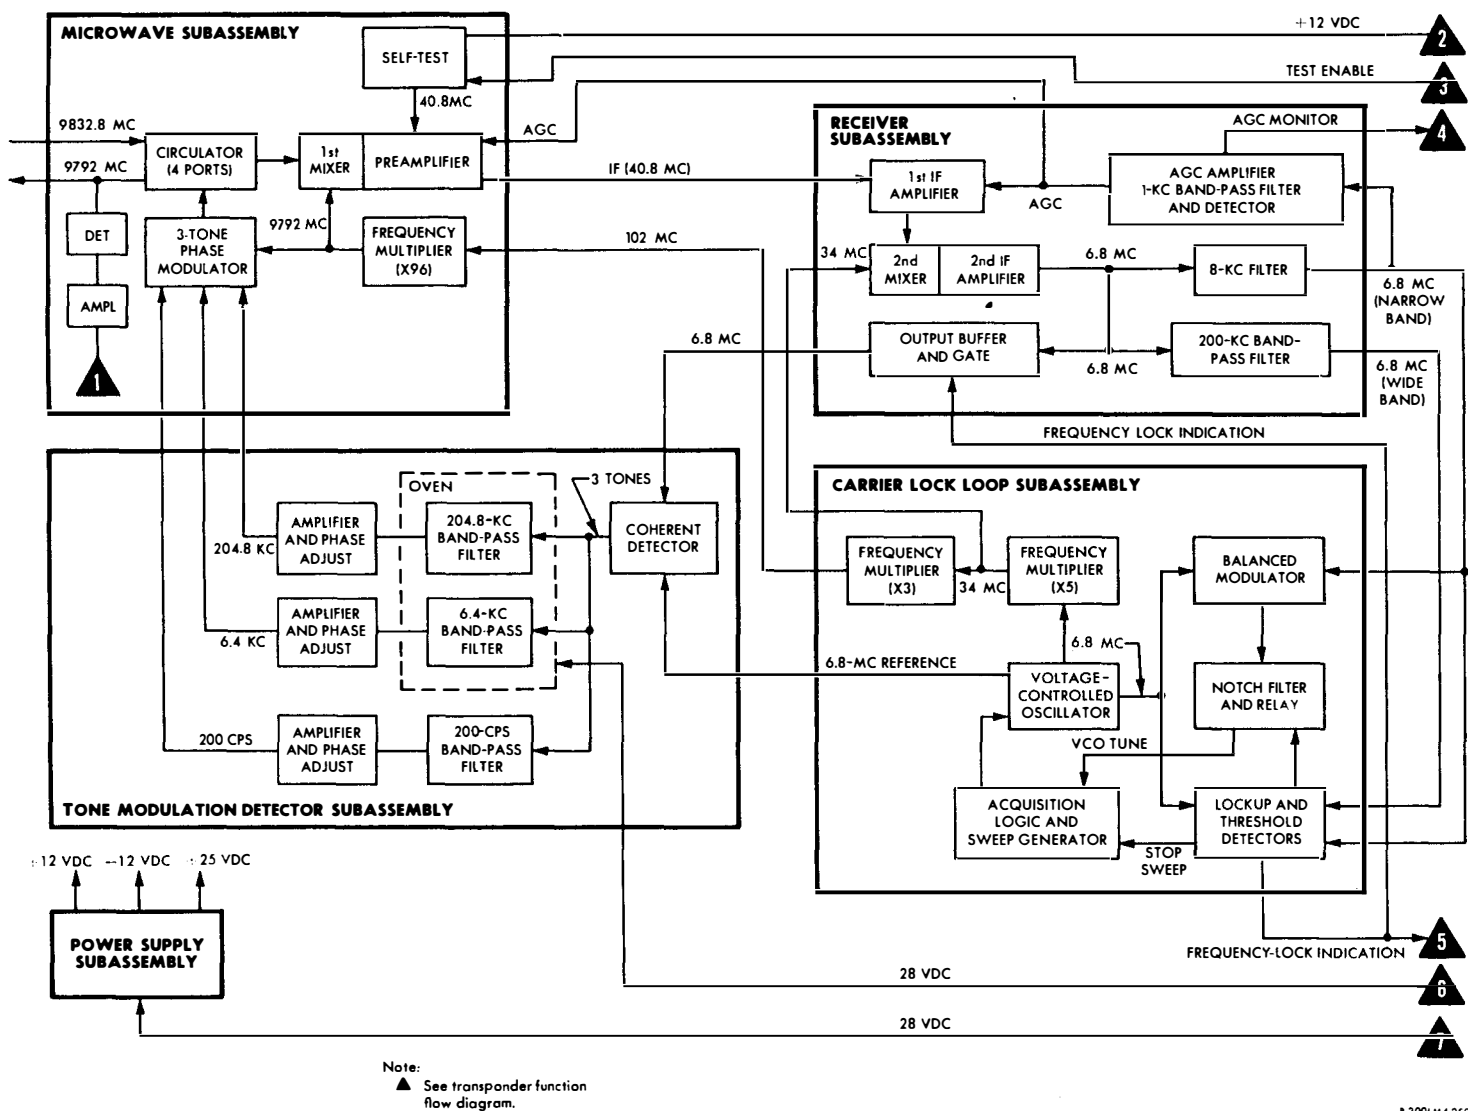 MICROWAVE SUBASSEMBLY
SELF-TEST
40.8MC
+12 VDC
2
TEST ENABLE
3
9832.8 MC
9792 MC
CIRCULATOR
(4 PORTS)
1st
MIXER
PREAMPLIFIER
AGC
IF (40.8 MC)
DET
AMPL
1
3-TONE
PHASE
MODULATOR
9792 MC
FREQUENCY
MULTIPLIER
(X96)
102 MC
RECEIVER
SUBASSEMBLY
AGC MONITOR
4
1st IF
AMPLIFIER
AGC
AGC AMPLIFIER
1-KC BAND-PASS FILTER
AND DETECTOR
34 MC
2nd
MIXER
2nd IF
AMPLIFIER
6.8 MC
8-KC FILTER
6.8 MC
(NARROW
BAND)
6.8 MC
OUTPUT BUFFER
AND GATE
6.8 MC
200-KC BAND-
PASS FILTER
6.8 MC
(WIDE
BAND)
FREQUENCY LOCK INDICATION
OVEN
3 TONES
204.8 KC
AMPLIFIER
AND PHASE
ADJUST
204.8-KC
BAND-PASS
FILTER
COHERENT
DETECTOR
6.4 KC
AMPLIFIER
AND PHASE
ADJUST
6.4-KC
BAND-PASS
FILTER
200 CPS
AMPLIFIER
AND PHASE
ADJUST
200-CPS
BAND-PASS
FILTER
TONE MODULATION DETECTOR SUBASSEMBLY
CARRIER LOCK LOOP SUBASSEMBLY
FREQUENCY
MULTIPLIER
(X3)
34 MC
FREQUENCY
MULTIPLIER
(X5)
BALANCED
MODULATOR
6.8 MC
6.8-MC REFERENCE
VOLTAGE-
CONTROLLED
OSCILLATOR
NOTCH FILTER
AND RELAY
VCO TUNE
ACQUISITION
LOGIC AND
SWEEP GENERATOR
STOP
SWEEP
LOCKUP AND
THRESHOLD
DETECTORS
FREQUENCY-LOCK INDICATION
5
+12 VDC
-12 VDC
+25 VDC
POWER SUPPLY
SUBASSEMBLY
28 VDC
6
28 VDC
7
Note:
▲ See transponder function
flow diagram.